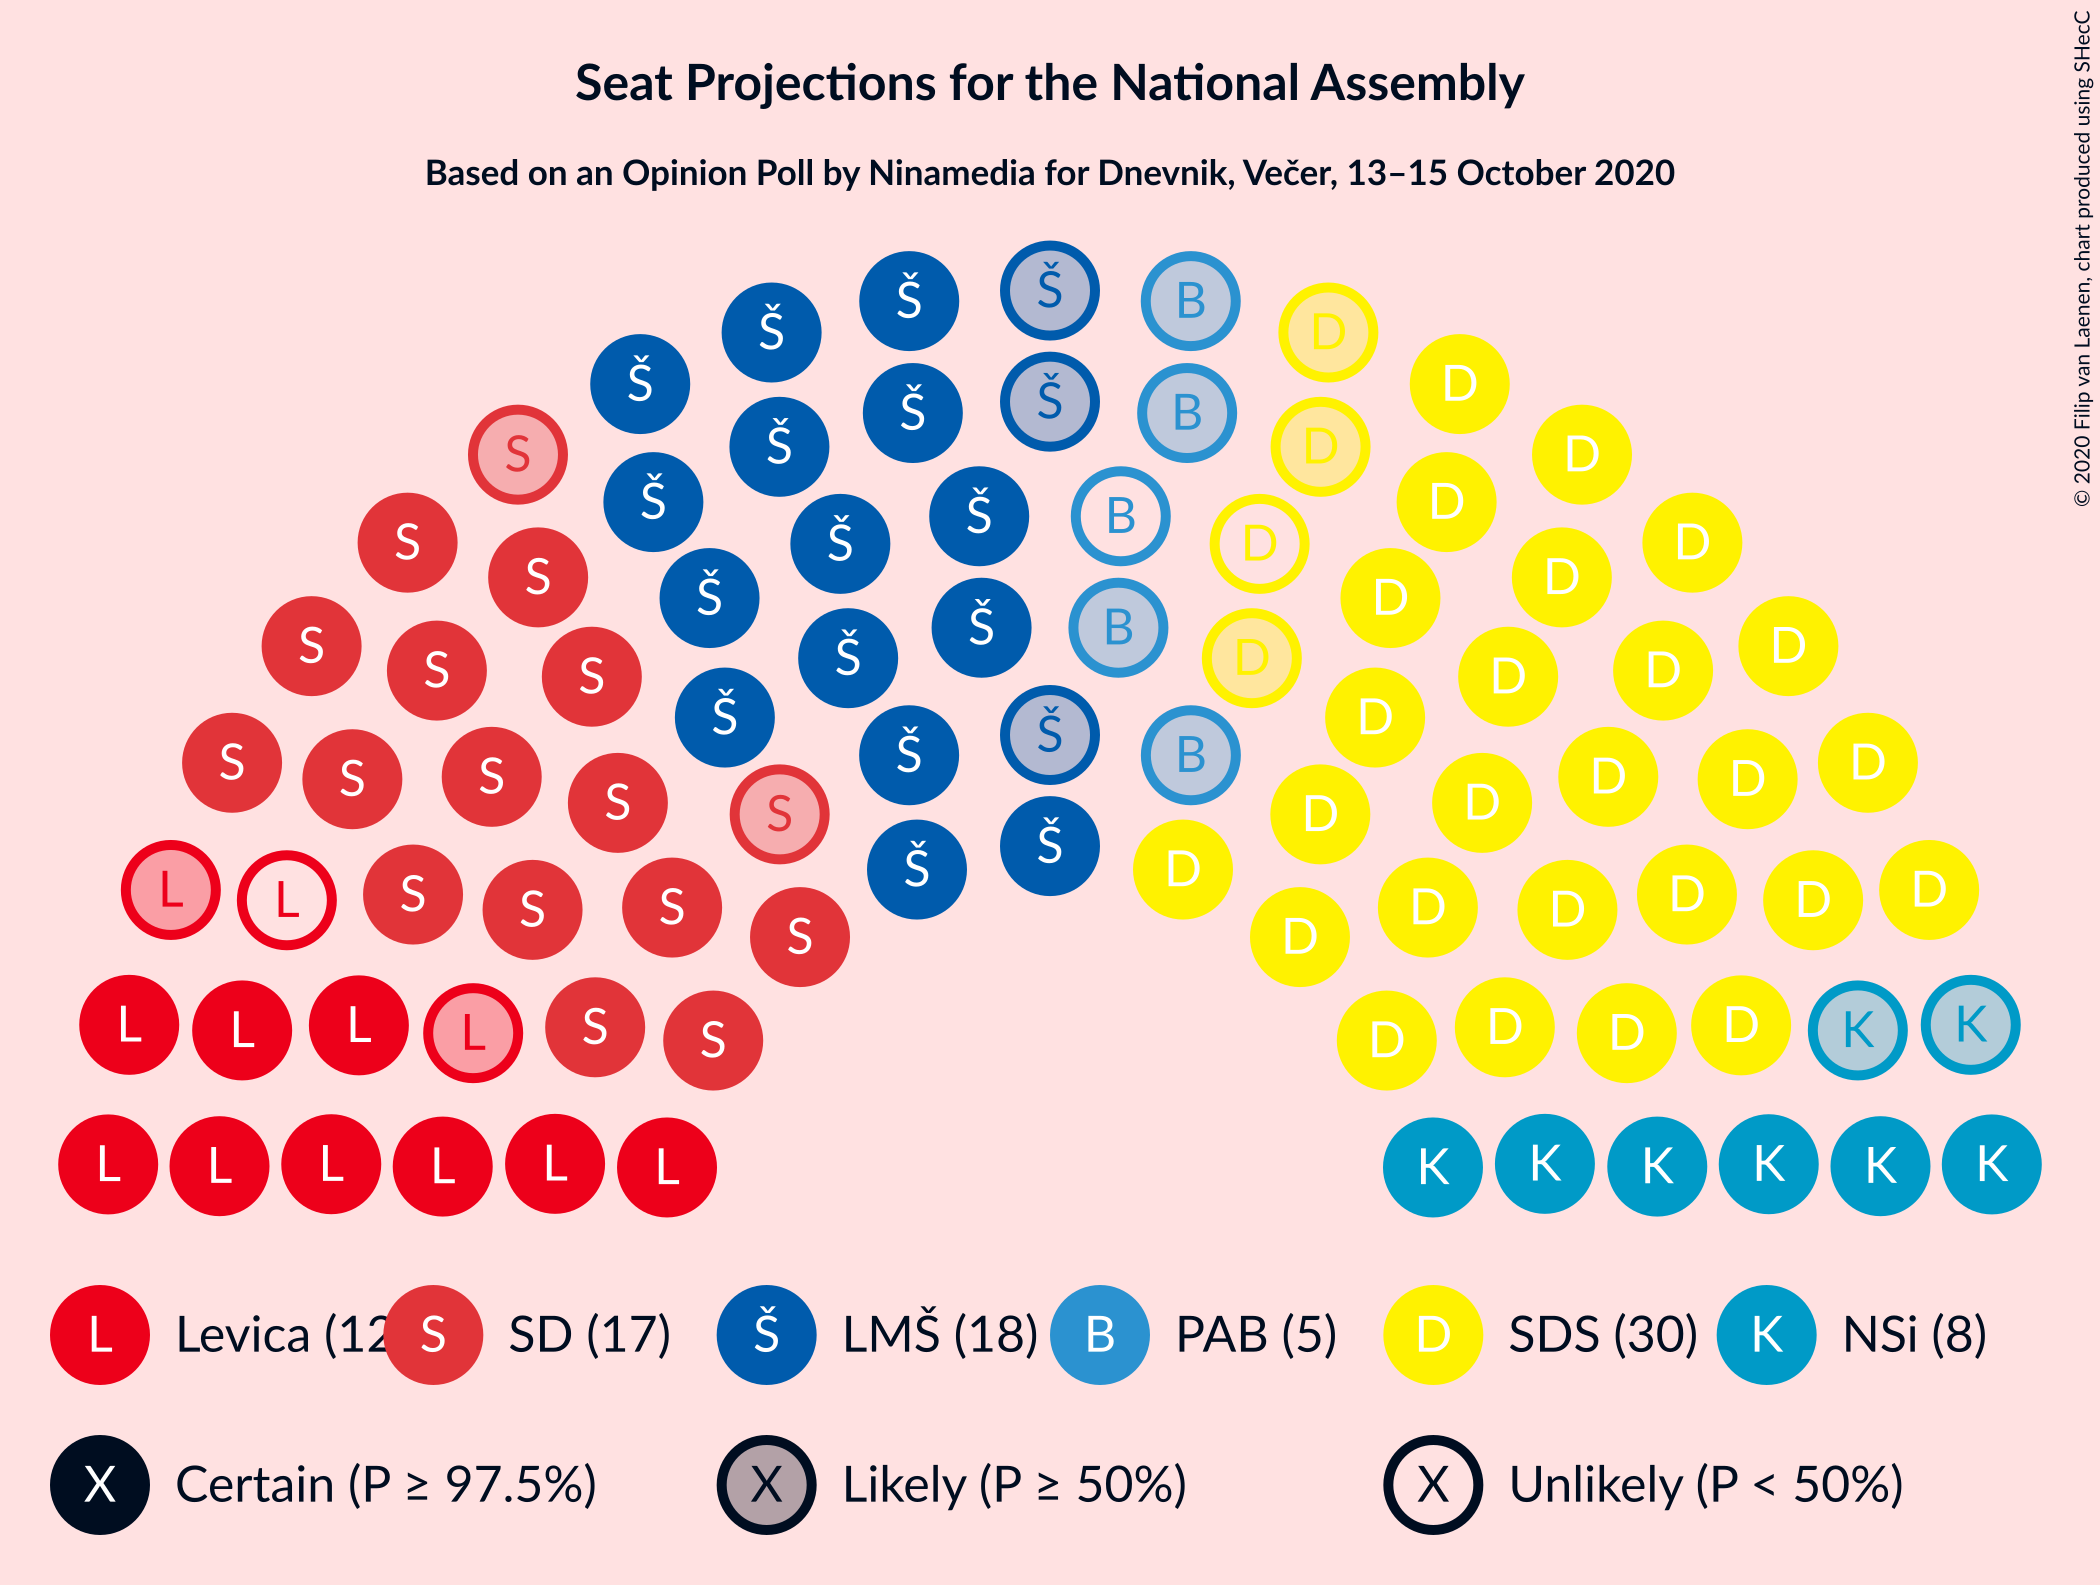 Seat Projections for the National Assembly
Based on an Opinion Poll by Ninamedia for Dnevnik, Večer, 13–15 October 2020
© 2020 Filip van Laenen, chart produced using SHecC
Š Š Š B D
Š Š D
Š Š Š B D
S Š D D
Š D
Š B
S S Š D D D
Š D
S Š D
Š B
S S S Š D D D D
S S S Š Š B D D D D
S S S D D
L L S S S Š D D D D D
Š Š D
S D
L L L L S S D D D D K K
L L L L L L K K K K K K
L Levica (12 S SD (17) Š LMŠ (18) B PAB (5) D SDS (30) K NSi (8)
X Certain (P ≥ 97.5%) X Likely (P ≥ 50%) X Unlikely (P < 50%)